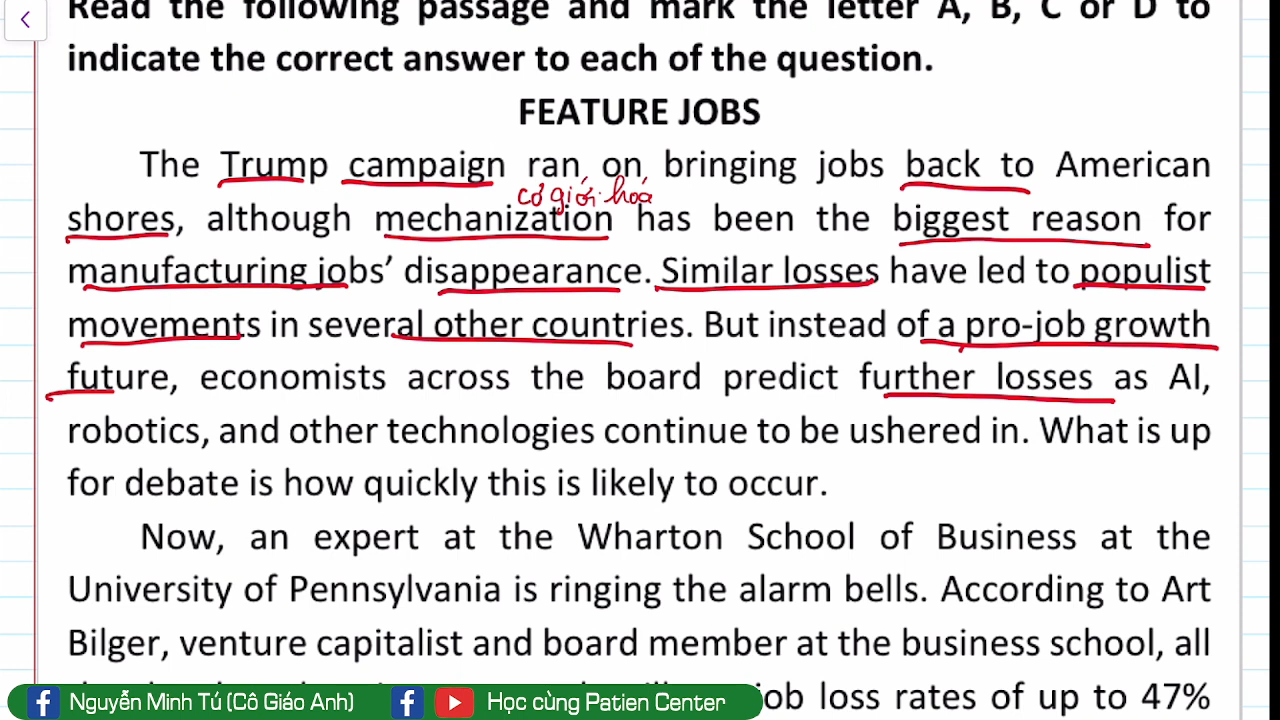 Read the following passage and mark the letter A, B, C or D to
indicate the correct answer to each of the question.
FEATURE JOBS
The Trump campaign ran on bringing jobs back to American
cơ giới hoá
shores, although mechanization has been the biggest reason for
manufacturing jobs’ disappearance. Similar losses have led to populist
movements in several other countries. But instead of a pro-job growth
future, economists across the board predict further losses as AI,
robotics, and other technologies continue to be ushered in. What is up
for debate is how quickly this is likely to occur.
Now, an expert at the Wharton School of Business at the
University of Pennsylvania is ringing the alarm bells. According to Art
Bilger, venture capitalist and board member at the business school, all
job loss rates of up to 47%
Nguyễn Minh Tú (Cô Giáo Anh) Học cùng Patien Center